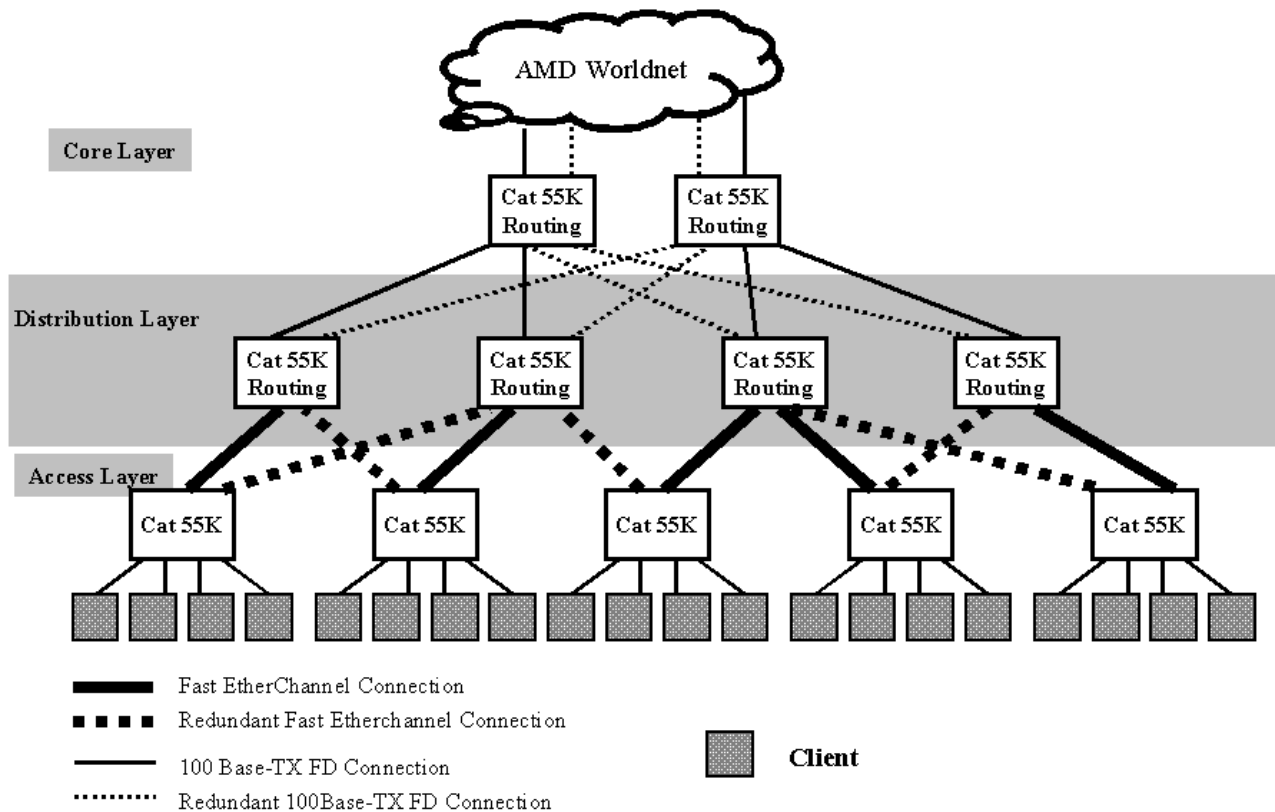 AMD Worldnet
Core Layer
Cat 55K
Routing
Cat 55K
Routing
Distribution Layer
Cat 55K
Routing
Cat 55K
Routing
Cat 55K
Routing
Cat 55K
Routing
Access Layer
Cat 55K
Cat 55K
Cat 55K
Cat 55K
Cat 55K
Fast EtherChannel Connection
Redundant Fast Etherchannel Connection
100 Base-TX FD Connection
Redundant 100Base-TX FD Connection
Client